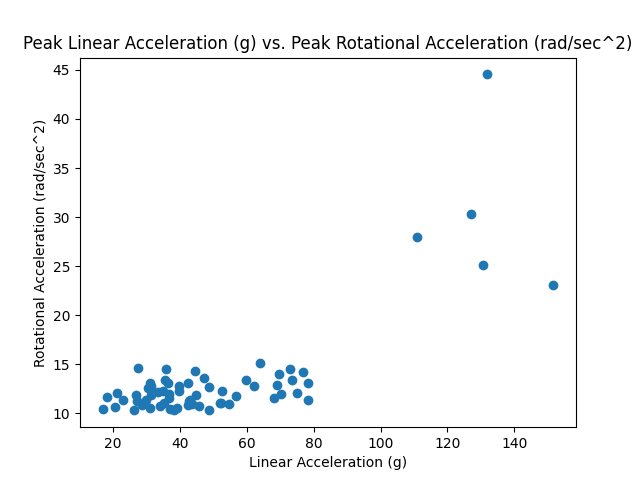 Peak Linear Acceleration (g) vs. Peak Rotational Acceleration (rad/sec^2)
45
40
35
30
25
20
15
10
Rotational Acceleration (rad/sec^2)
20 40 60 80 100 120 140
Linear Acceleration (g)